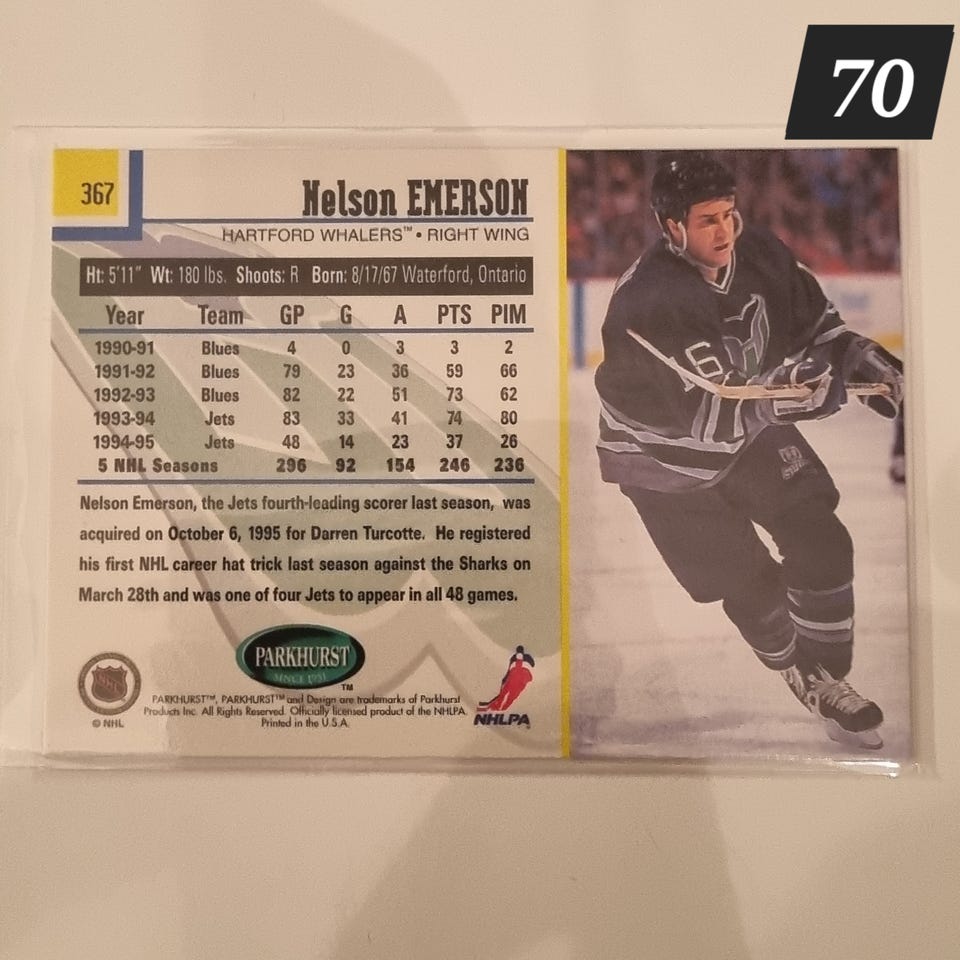 70
367
Nelson EMERSON
HARTFORD WHALERS™ • RIGHT WING
Ht: 5'11" Wt: 180 lbs. Shoots: R Born: 8/17/67 Waterford, Ontario
Year Team GP G A PTS PIM
1990-91 Blues 4 0 3 3 2
1991-92 Blues 79 23 36 59 66
1992-93 Blues 82 22 51 73 62
1993-94 Jets 83 33 41 74 80
1994-95 Jets 48 14 23 37 26
5 NHL Seasons 296 92 154 246 236
Nelson Emerson, the Jets fourth-leading scorer last season, was
acquired on October 6, 1995 for Darren Turcotte. He registered
his first NHL career hat trick last season against the Sharks on
March 28th and was one of four Jets to appear in all 48 games.
16
PARKHURST
SINCE 1951
™
NHL
© NHL
PARKHURST™, PARKHURST™ and Design are trademarks of Parkhurst
Products Inc. All Rights Reserved. Officially licensed product of the NHLPA.
Printed in the U.S.A.
NHLPA